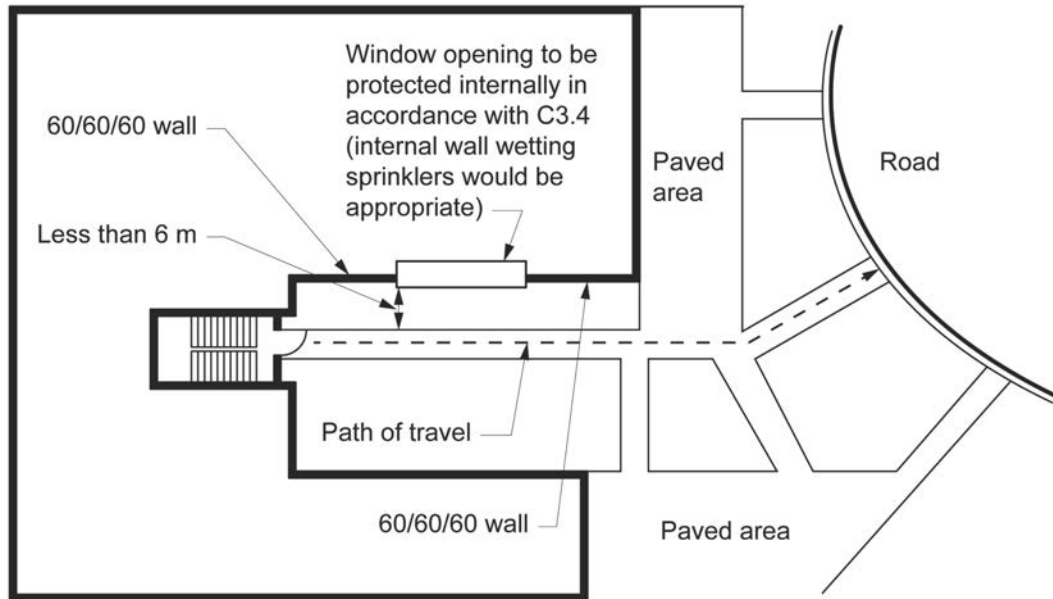 Window opening to be
protected internally in
accordance with C3.4
(internal wall wetting
sprinklers would be
appropriate)
60/60/60 wall
Less than 6 m
Paved
area
Road
Path of travel
60/60/60 wall
Paved area